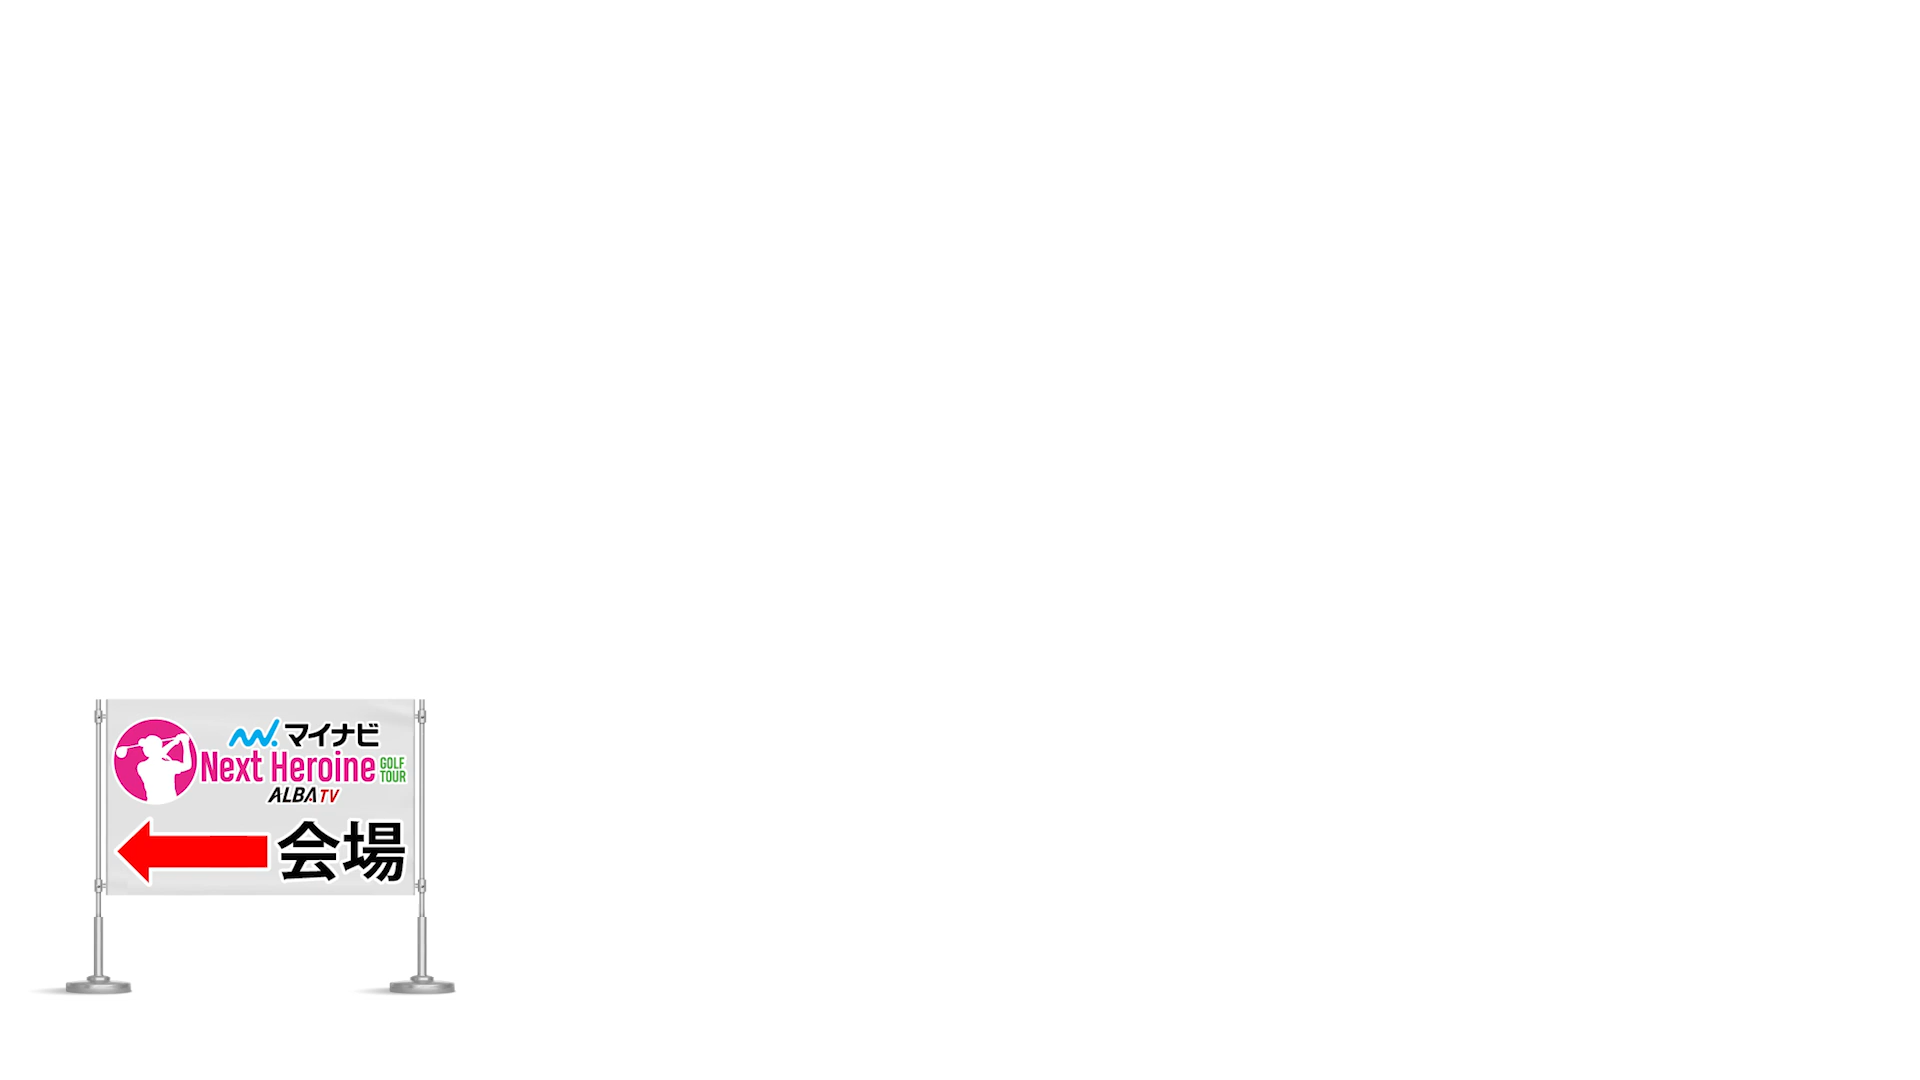 マイナビ
Next Heroine GOLF TOUR
ALBA TV
会場